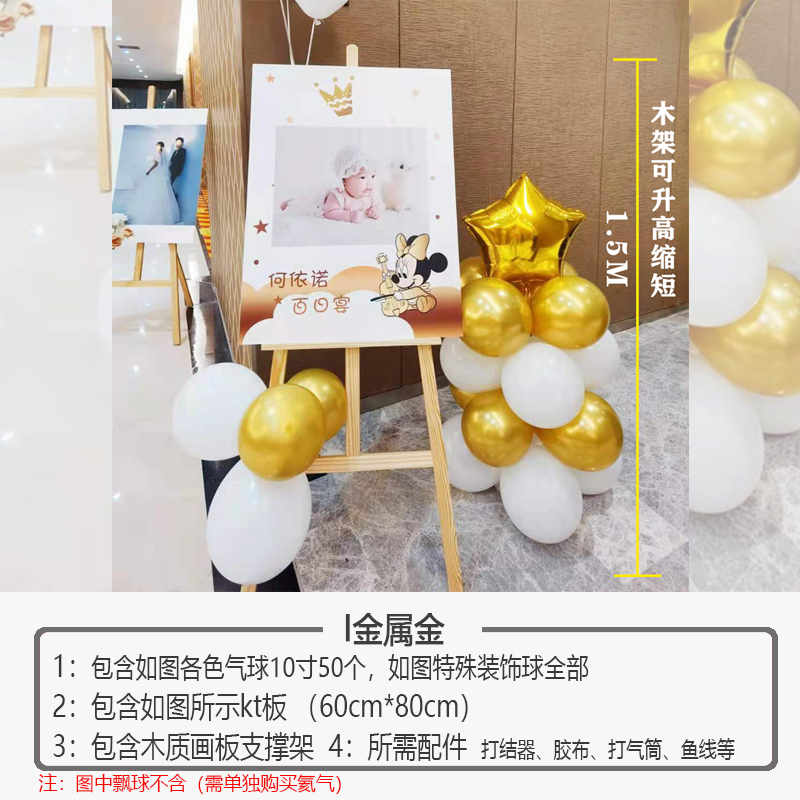 何依诺
百日宴
木架可升高缩短
1.5M
I金属金
1：包含如图各色气球10寸50个，如图特殊装饰球全部
2：包含如图所示kt板 （60cm*80cm）
3：包含木质画板支撑架 4：所需配件 打结器、胶布、打气筒、鱼线等
注：图中飘球不含（需单独购买氦气）